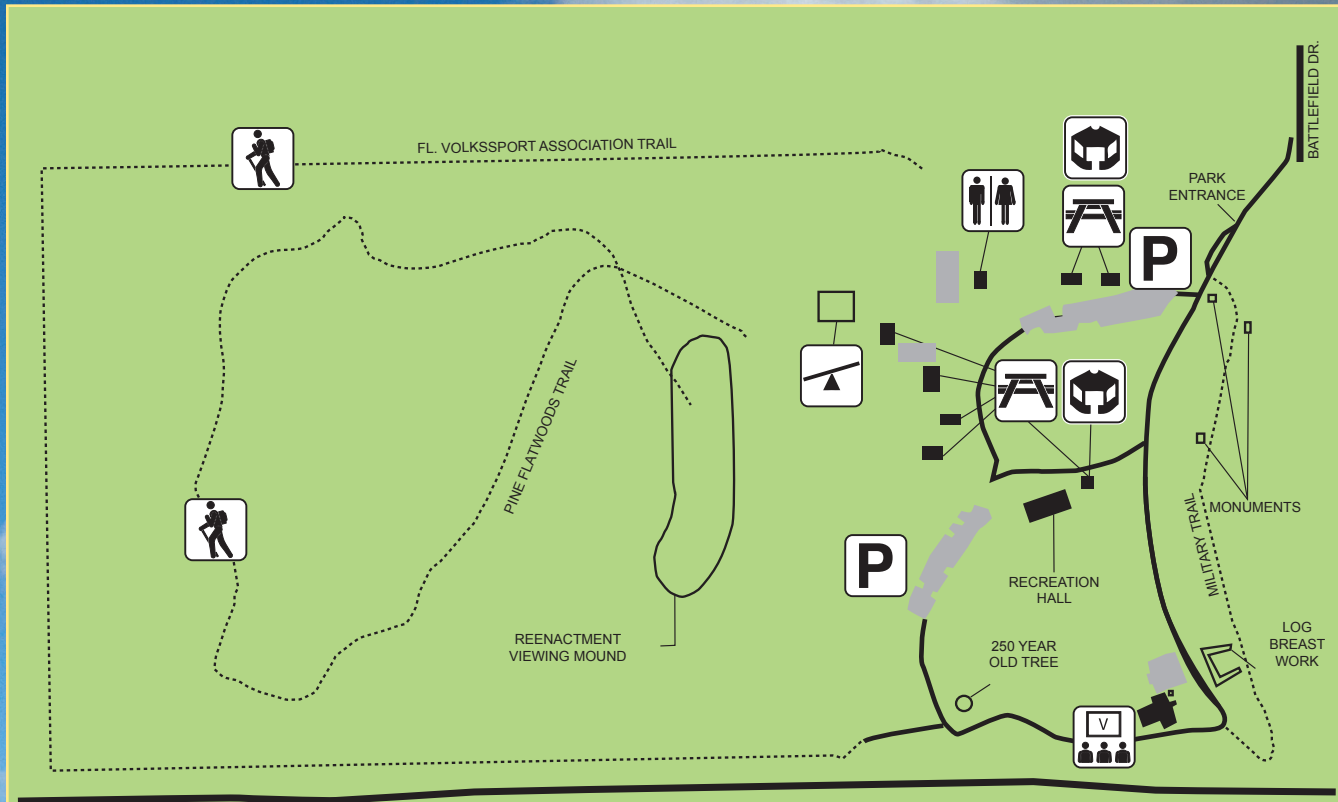 BATTLEFIELD DR.
FL. VOLKSSPORT ASSOCIATION TRAIL
PARK
ENTRANCE
P
PINE FLATWOODS TRAIL
MONUMENTS
MILITARY TRAIL
P
RECREATION
HALL
REENACTMENT
VIEWING MOUND
250 YEAR
OLD TREE
LOG
BREAST
WORK
V